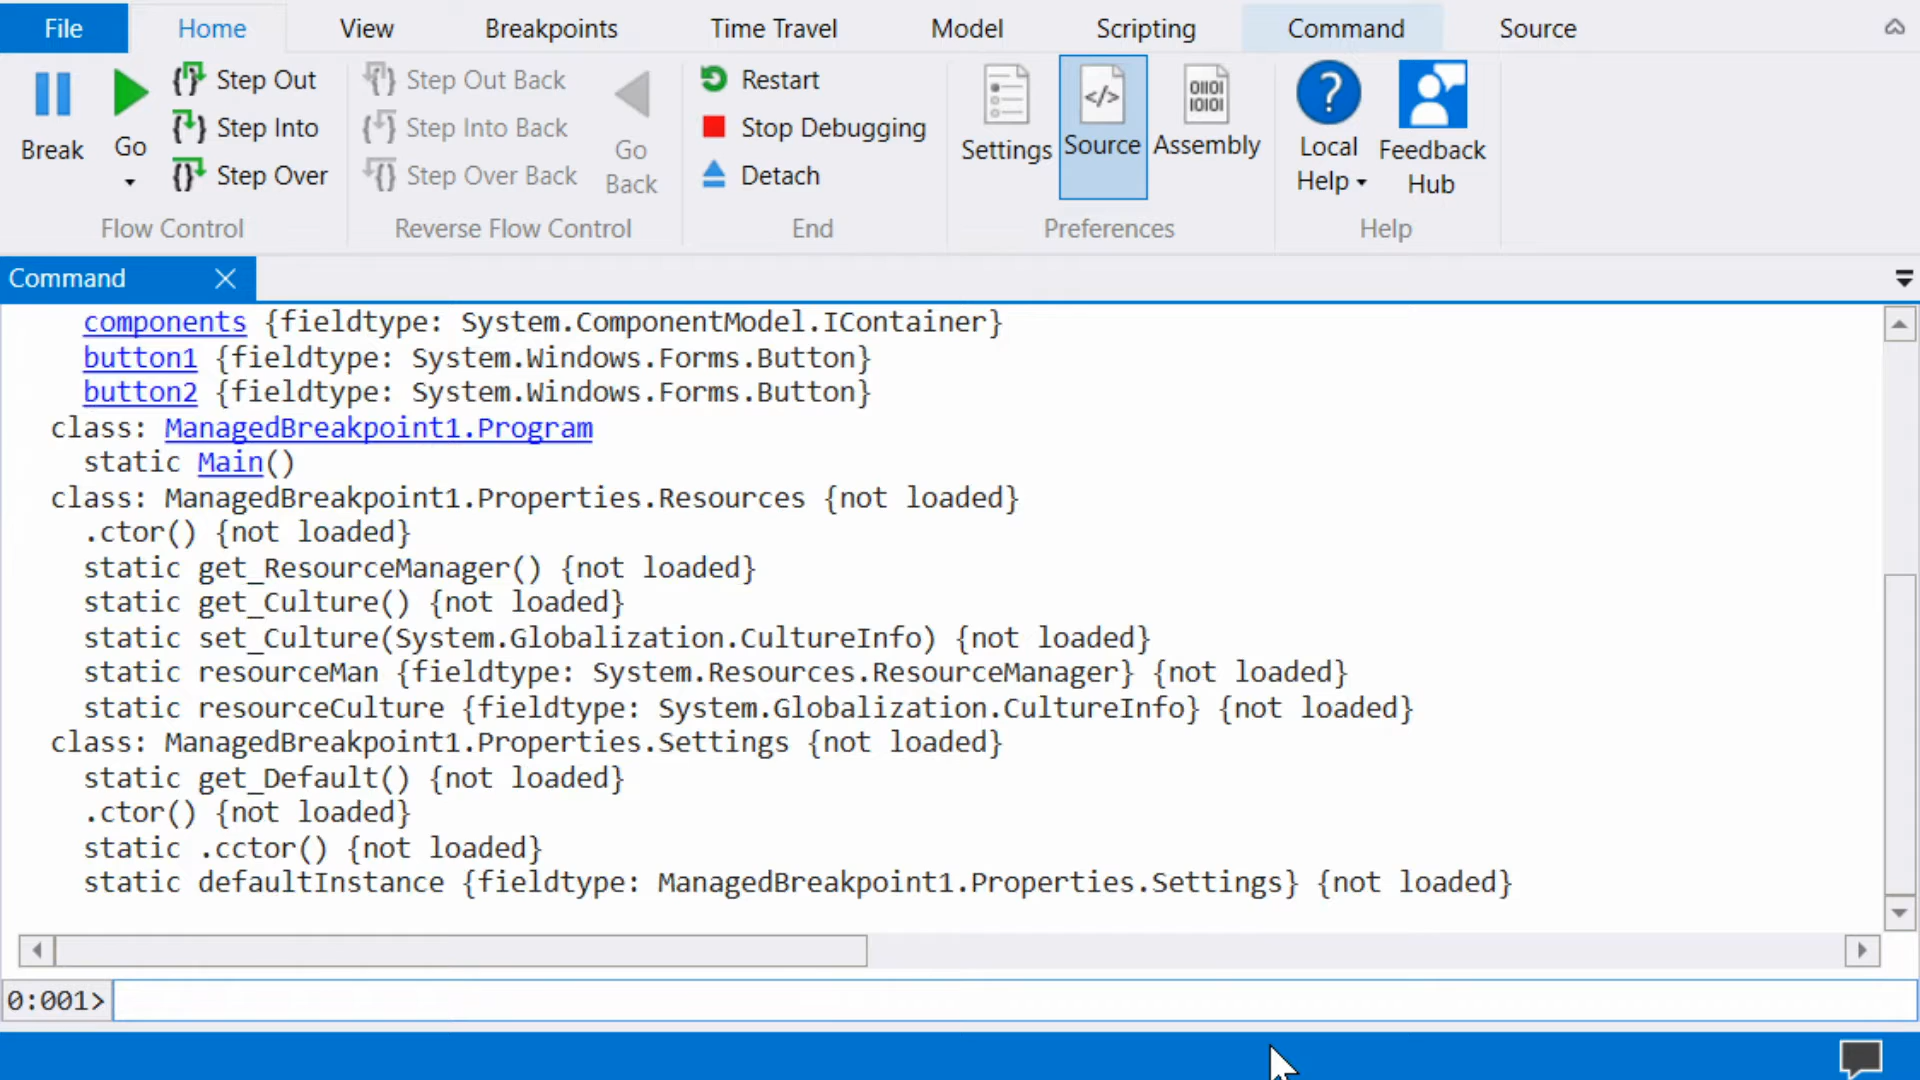 File Home View Breakpoints Time Travel Model Scripting Command Source
Break
Go
Step Out
Step Into
Step Over
Flow Control
Step Out Back
Step Into Back
Step Over Back
Go
Back
Reverse Flow Control
Restart
Stop Debugging
Detach
End
Settings
Source
Assembly
Preferences
Local
Help
Feedback
Hub
Help
Command
components {fieldtype: System.ComponentModel.IContainer}
button1 {fieldtype: System.Windows.Forms.Button}
button2 {fieldtype: System.Windows.Forms.Button}
class: ManagedBreakpoint1.Program
static Main()
class: ManagedBreakpoint1.Properties.Resources {not loaded}
.ctor() {not loaded}
static get_ResourceManager() {not loaded}
static get_Culture() {not loaded}
static set_Culture(System.Globalization.CultureInfo) {not loaded}
static resourceMan {fieldtype: System.Resources.ResourceManager} {not loaded}
static resourceCulture {fieldtype: System.Globalization.CultureInfo} {not loaded}
class: ManagedBreakpoint1.Properties.Settings {not loaded}
static get_Default() {not loaded}
.ctor() {not loaded}
static .cctor() {not loaded}
static defaultInstance {fieldtype: ManagedBreakpoint1.Properties.Settings} {not loaded}
0:001>